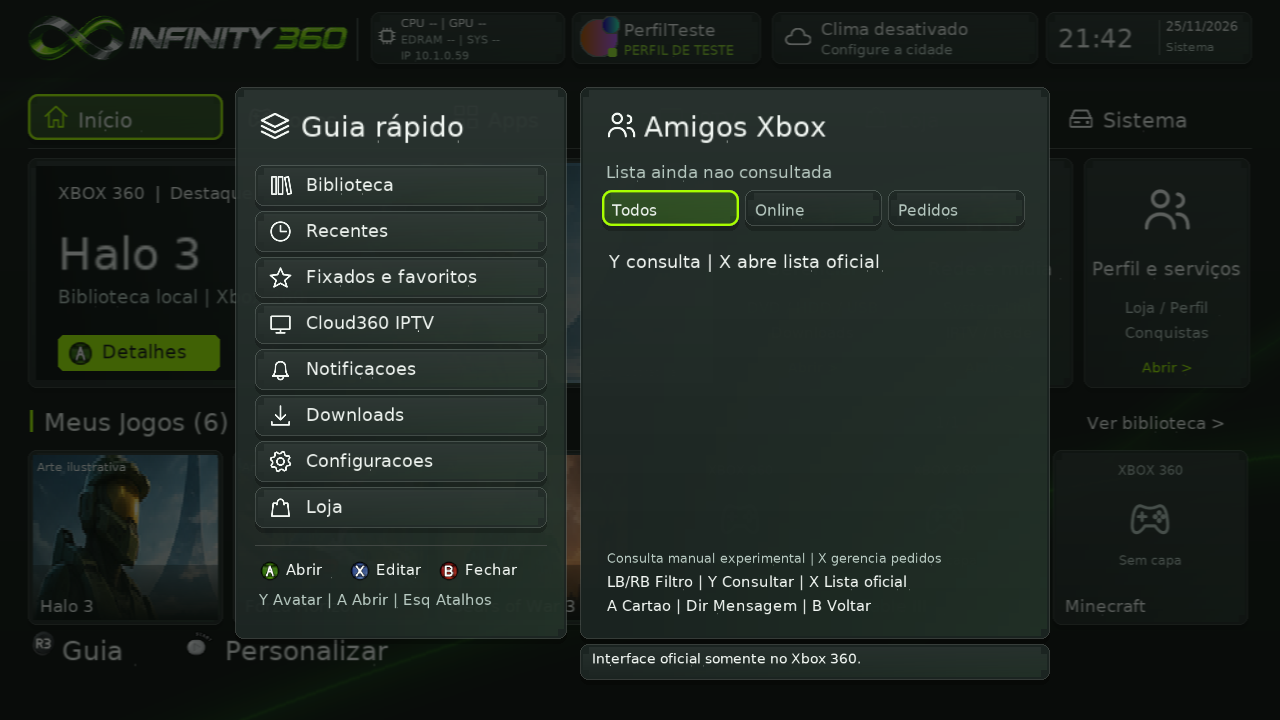 INFINITY360
CPU -- | GPU --
EDRAM -- | SYS --
IP 10.1.0.59
PerfilTeste
PERFIL DE TESTE
Clima desativado
Configure a cidade
21:42
25/11/2026
Sistema
Início
Apps
Sistema
Guia rápido
Biblioteca
Recentes
Fixados e favoritos
Cloud360 IPTV
Notificacoes
Downloads
Configuracoes
Loja
A Abrir
X Editar
B Fechar
Y Avatar | A Abrir | Esq Atalhos
Amigos Xbox
Lista ainda nao consultada
Todos
Online
Pedidos
Y consulta | X abre lista oficial
Consulta manual experimental | X gerencia pedidos
LB/RB Filtro | Y Consultar | X Lista oficial
A Cartao | Dir Mensagem | B Voltar
Interface oficial somente no Xbox 360.
XBOX 360 | Destaqu
Halo 3
Biblioteca local | Xb
A Detalhes
Perfil e serviços
Loja / Perfil
Conquistas
Abrir >
Meus Jogos (6)
Ver biblioteca >
Arte ilustrativa
Halo 3
XBOX 360
Sem capa
Minecraft
R3 Guia
Personalizar